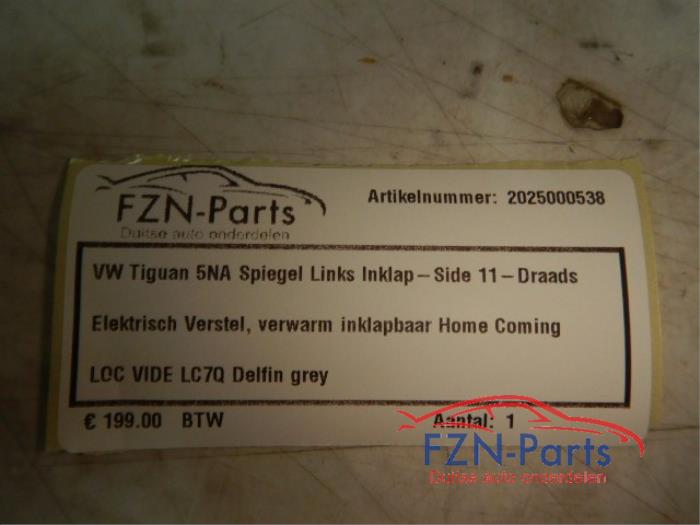 FZN-Parts
Duitse auto onderdelen
Artikelnummer: 2025000538
VW Tiguan 5NA Spiegel Links Inklap-Side 11-Draads
Elektrisch Verstel, verwarm inklapbaar Home Coming
LOC VIDE LC7Q Delfin grey
€ 199.00 BTW
Aantal: 1
FZN-Parts
Duitse auto onderdelen